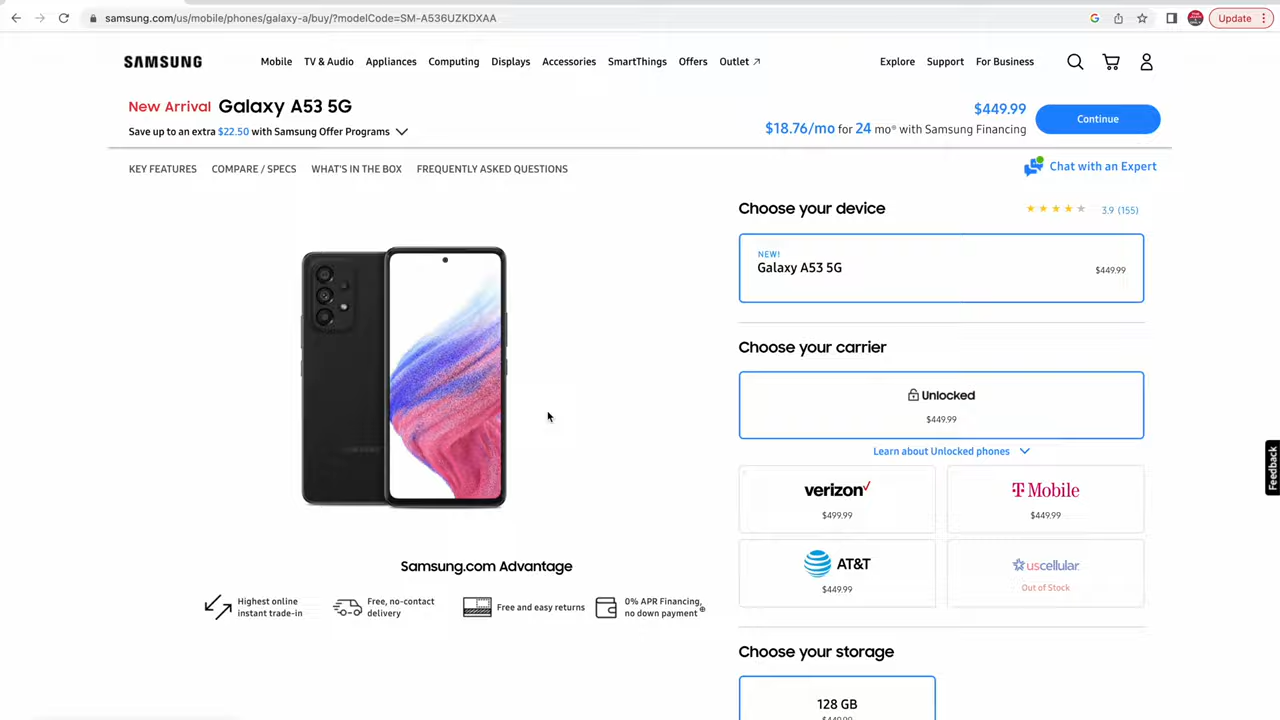 samsung.com/us/mobile/phones/galaxy-a/buy/?modelCode=SM-A536UZKDXAA
Update
SAMSUNG
Mobile TV & Audio Appliances Computing Displays Accessories SmartThings Offers Outlet Explore Support For Business
New Arrival Galaxy A53 5G
$449.99
Save up to an extra $22.50 with Samsung Offer Programs
$18.76/mo for 24 mo® with Samsung Financing
Continue
KEY FEATURES COMPARE / SPECS WHAT'S IN THE BOX FREQUENTLY ASKED QUESTIONS
Chat with an Expert
Choose your device
3.9 (155)
NEW!
Galaxy A53 5G
$449.99
Choose your carrier
Unlocked
$449.99
Learn about Unlocked phones
verizon
$499.99
T Mobile
$449.99
AT&T
$449.99
uscellular
Out of Stock
Feedback
Samsung.com Advantage
Highest online
instant trade-in
Free, no-contact
delivery
Free and easy returns
0% APR Financing,
no down payment
Choose your storage
128 GB
$449.99